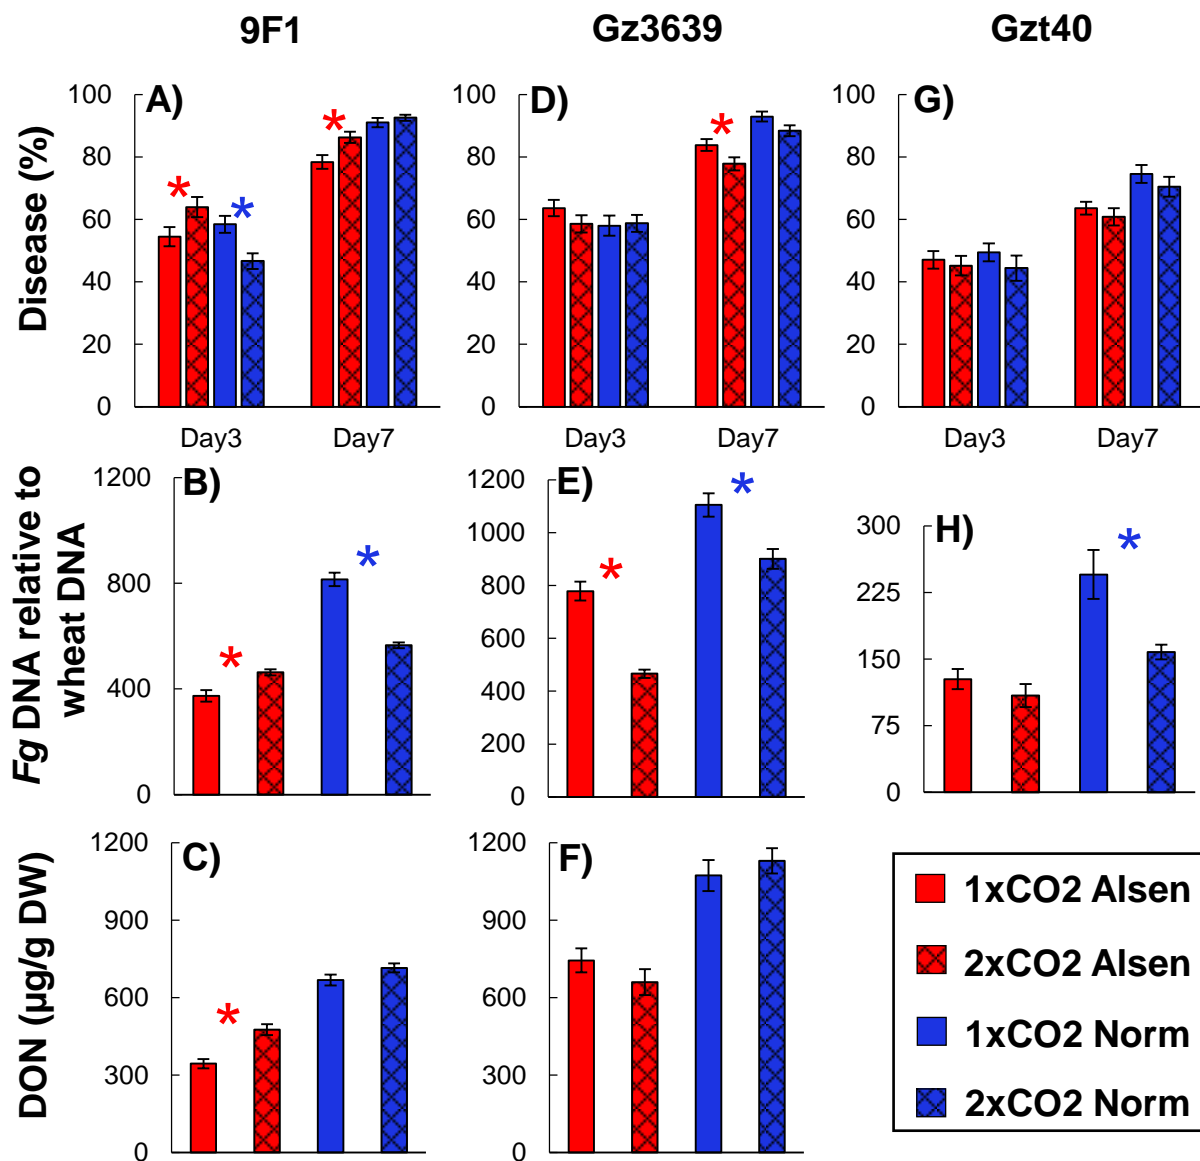 9F1
Gz3639
Gzt40
Disease (%)
A)
100
80
60
40
20
0
*
*
*
Day3
Day7
D)
100
80
60
40
20
0
*
Day3
Day7
G)
100
80
60
40
20
0
Day3
Day7
Fg DNA relative to
wheat DNA
B)
1200
800
400
0
*
*
E)
1200
1000
800
600
400
200
0
*
*
H)
300
225
150
75
0
*
DON (µg/g DW)
C)
1200
900
600
300
0
*
F)
1200
900
600
300
0
1xCO2 Alsen
2xCO2 Alsen
1xCO2 Norm
2xCO2 Norm